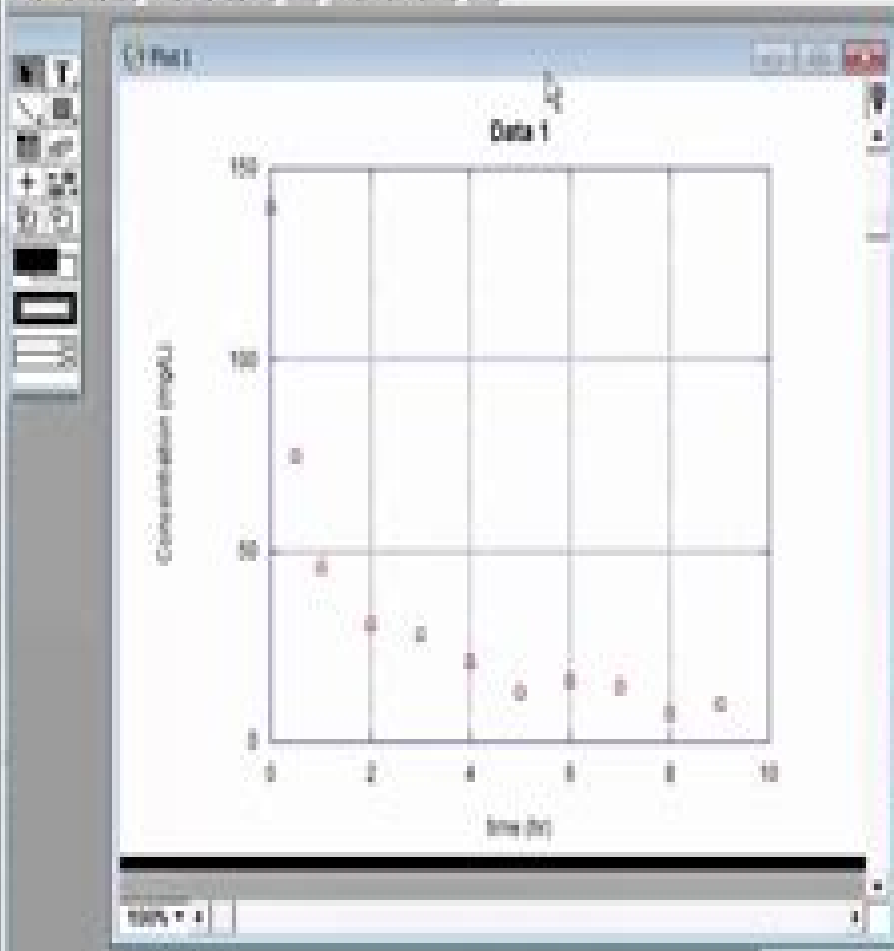 Plot 1
T
Data 1
150
100
50
0
Concentration (mg/L)
0 2 4 6 8 10
time (hr)
100%